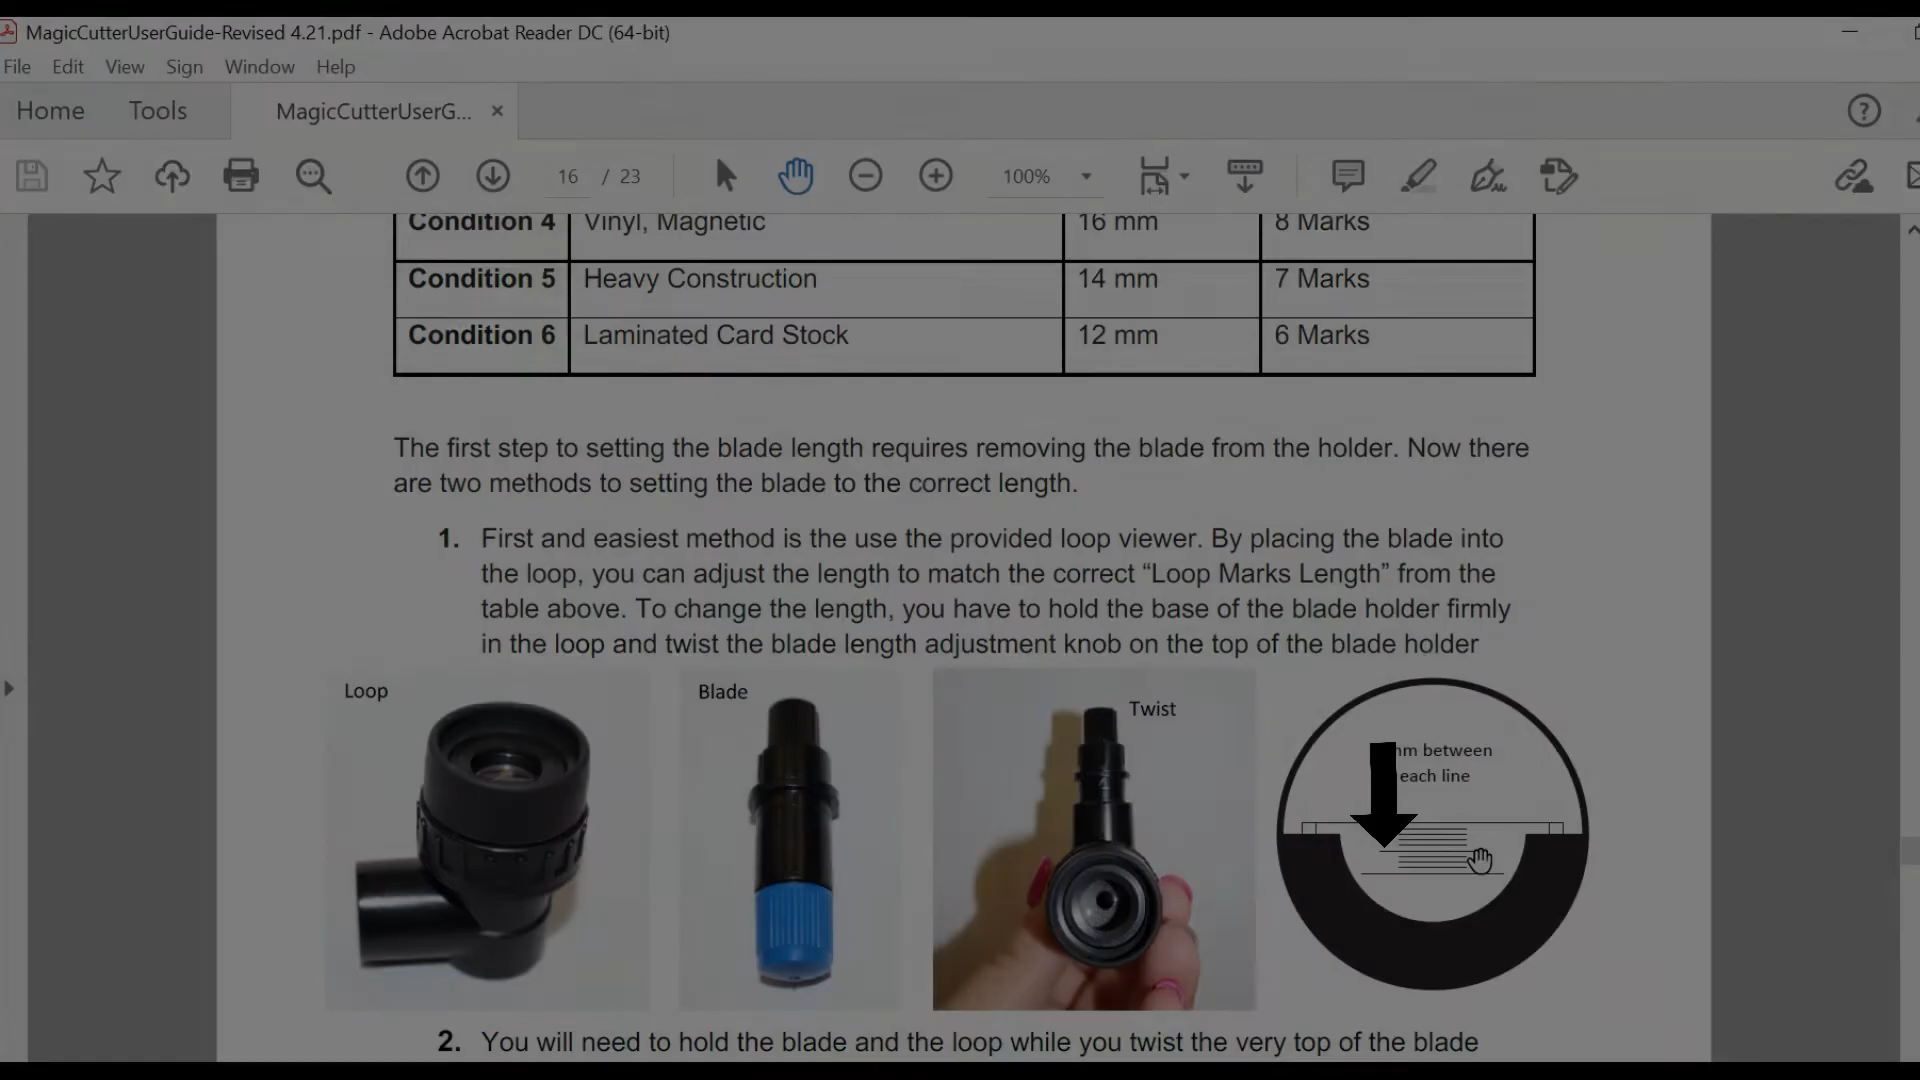 MagicCutterUserGuide-Revised 4.21.pdf - Adobe Acrobat Reader DC (64-bit)
File Edit View Sign Window Help
Home Tools MagicCutterUserG... ×
16 / 23 100%
Condition 4 Vinyl, Magnetic 16 mm 8 Marks
Condition 5 Heavy Construction 14 mm 7 Marks
Condition 6 Laminated Card Stock 12 mm 6 Marks
The first step to setting the blade length requires removing the blade from the holder. Now there
are two methods to setting the blade to the correct length.
1. First and easiest method is the use the provided loop viewer. By placing the blade into
the loop, you can adjust the length to match the correct “Loop Marks Length” from the
table above. To change the length, you have to hold the base of the blade holder firmly
in the loop and twist the blade length adjustment knob on the top of the blade holder
Loop
Blade
Twist
between
each line
2. You will need to hold the blade and the loop while you twist the very top of the blade